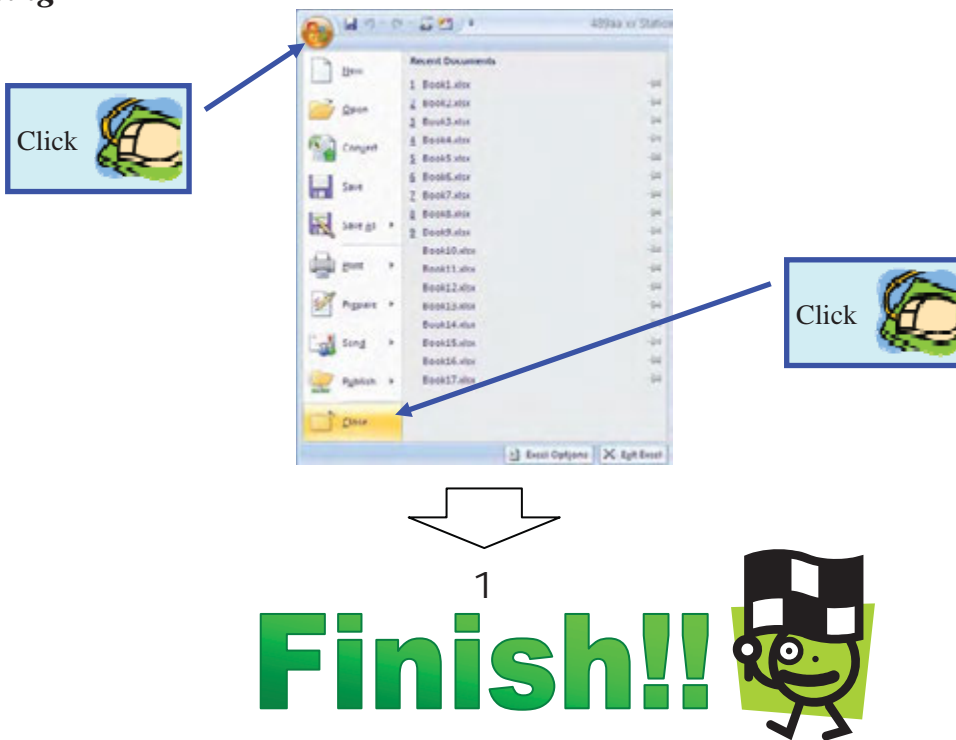 Click
489aa xr Station
Recent Documents
New
Open
Convert
Save
Save As
Print
Prepare
Send
Publish
Close
1 Book1.xlsx
2 Book2.xlsx
3 Book3.xlsx
4 Book4.xlsx
5 Book5.xlsx
6 Book6.xlsx
7 Book7.xlsx
8 Book8.xlsx
9 Book9.xlsx
Book10.xlsx
Book11.xlsx
Book12.xlsx
Book13.xlsx
Book14.xlsx
Book15.xlsx
Book16.xlsx
Book17.xlsx
Excel Options
Exit Excel
Click
1
Finish!!